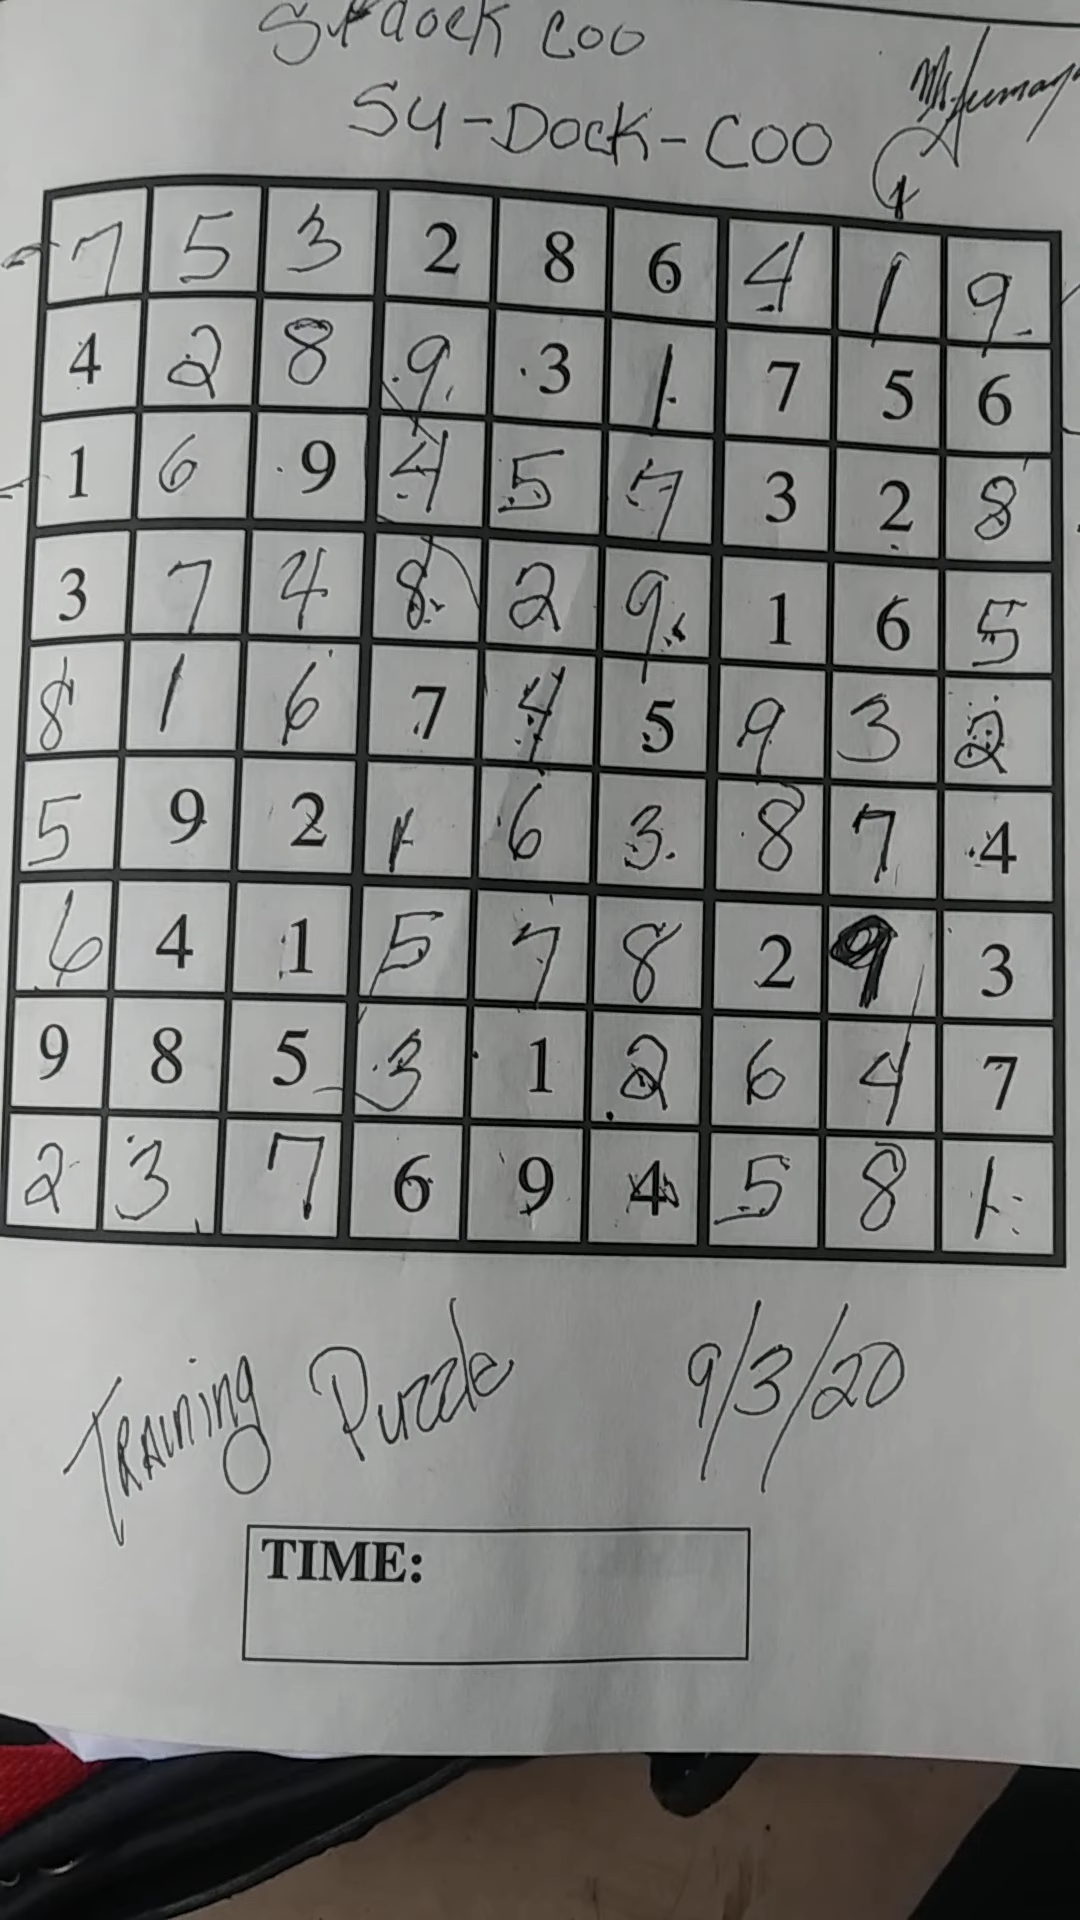 Sudock coo
Su-Dock-Coo
7 5 3 2 8 6 4 1 9
4 2 8 9 3 1 7 5 6
1 6 9 4 5 7 3 2 8
3 7 4 8 2 9 1 6 5
8 1 6 7 4 5 9 3 2
5 9 2 1 6 3 8 7 4
6 4 1 5 7 8 2 9 3
9 8 5 3 1 2 6 4 7
2 3 7 6 9 4 5 8 1
Training Puzzle 9/3/20
TIME: